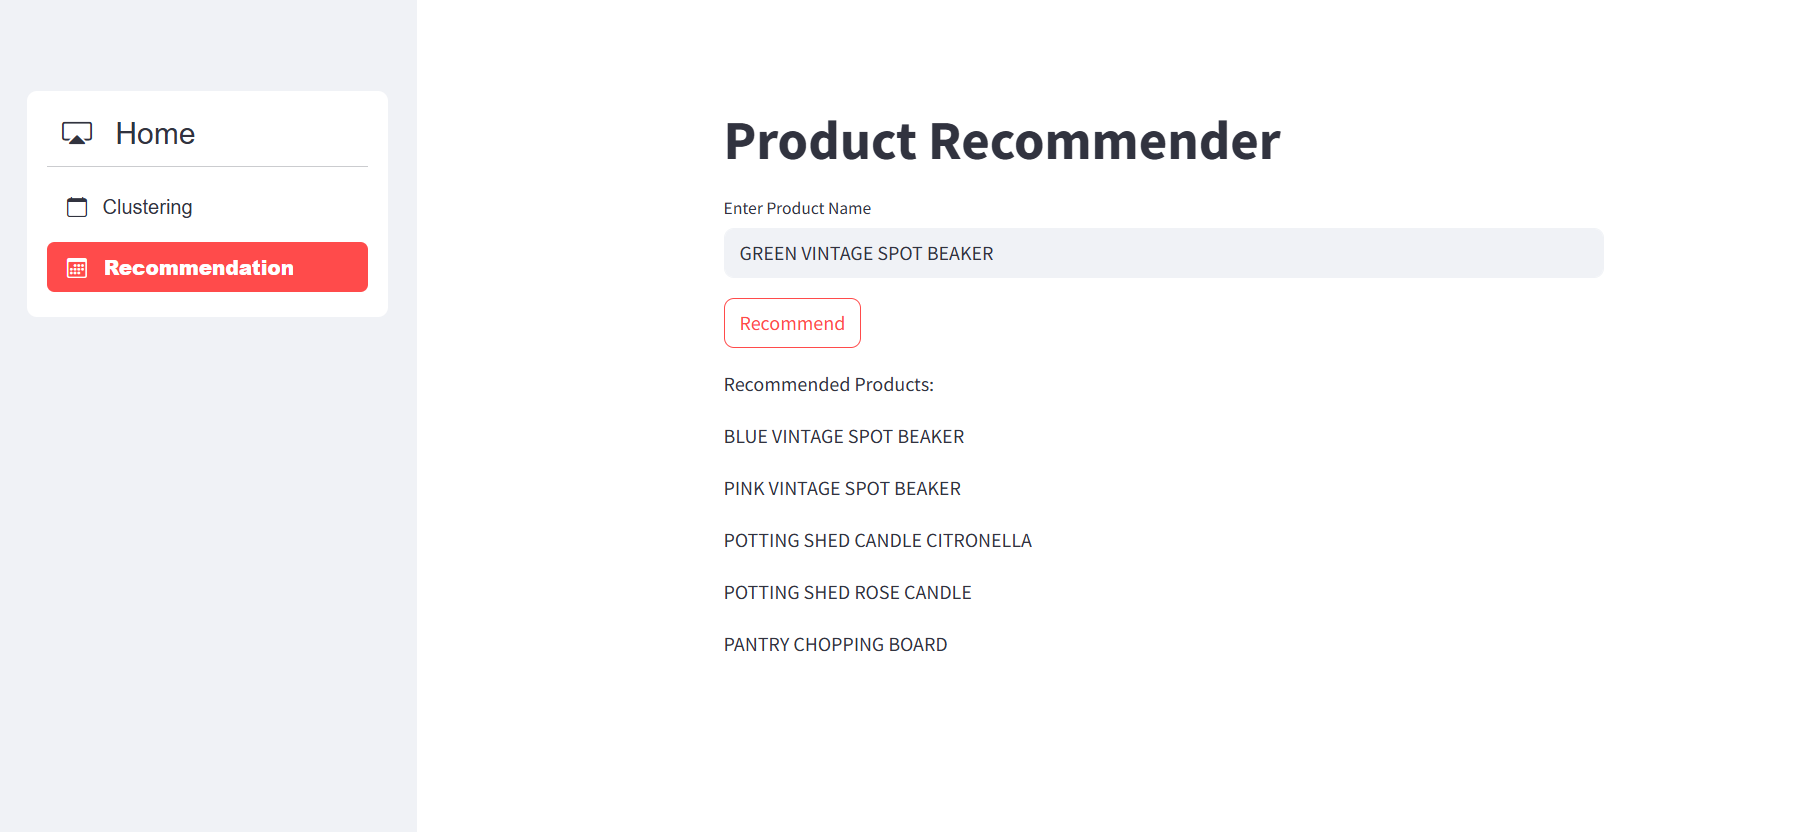 Home
Clustering
Recommendation
Product Recommender
Enter Product Name
GREEN VINTAGE SPOT BEAKER
Recommend
Recommended Products:
BLUE VINTAGE SPOT BEAKER
PINK VINTAGE SPOT BEAKER
POTTING SHED CANDLE CITRONELLA
POTTING SHED ROSE CANDLE
PANTRY CHOPPING BOARD